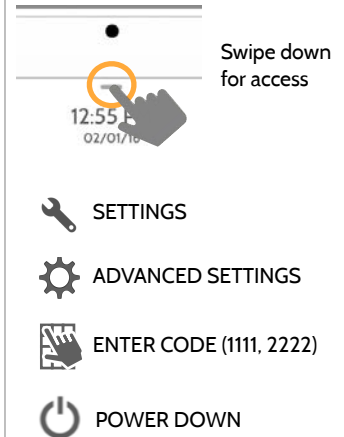 Swipe down
for access
12:55
02/01/1
SETTINGS
ADVANCED SETTINGS
ENTER CODE (1111, 2222)
POWER DOWN